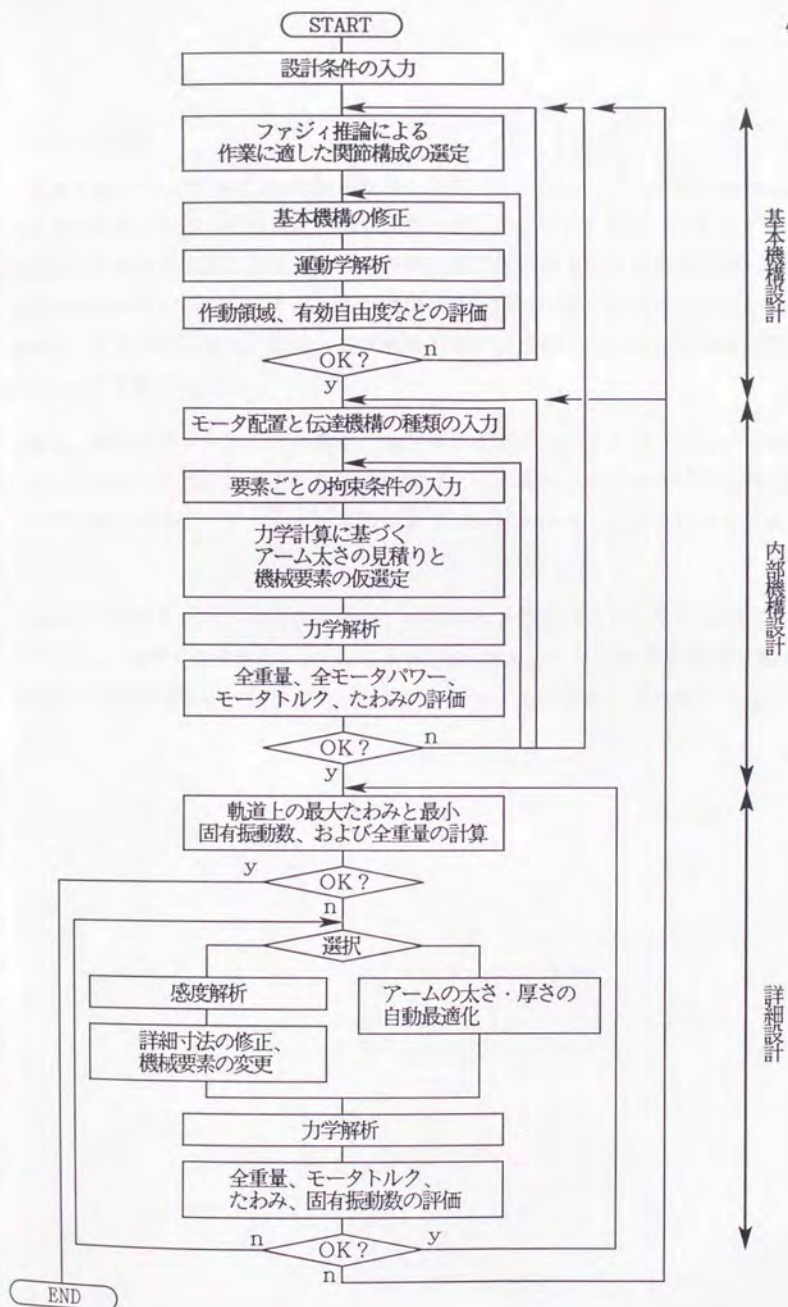 START
設計条件の入力
ファジィ推論による
作業に適した関節構成の選定
基本機構の修正
運動学解析
作動領域、有効自由度などの評価
OK?
n
y
モータ配置と伝達機構の種類の入力
要素ごとの拘束条件の入力
力学計算に基づく
アーム太さの見積りと
機械要素の仮選定
力学解析
全重量、全モータパワー、
モータトルク、たわみの評価
OK?
n
y
軌道上の最大たわみと最小
固有振動数、および全重量の計算
y
OK?
n
選択
感度解析
詳細寸法の修正、
機械要素の変更
アームの太さ・厚さの
自動最適化
力学解析
全重量、モータトルク、
たわみ、固有振動数の評価
n
OK?
y
n
END
基本機構設計
内部機構設計
詳細設計